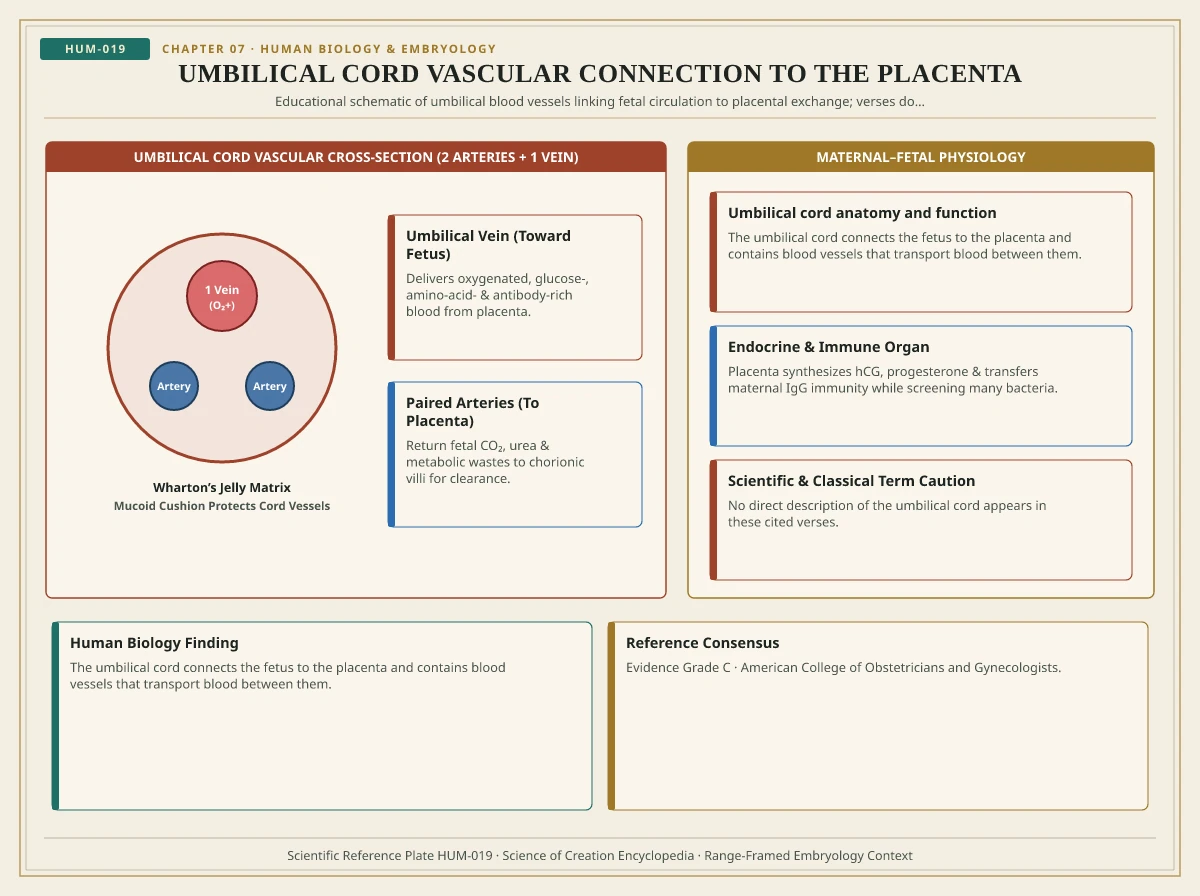 HUM-019
CHAPTER 07 · HUMAN BIOLOGY & EMBRYOLOGY
UMBILICAL CORD VASCULAR CONNECTION TO THE PLACENTA
Educational schematic of umbilical blood vessels linking fetal circulation to placental exchange; verses do…
UMBILICAL CORD VASCULAR CROSS-SECTION (2 ARTERIES + 1 VEIN)
1 Vein
(O₂+)
Artery
Artery
Wharton’s Jelly Matrix
Mucoid Cushion Protects Cord Vessels
Umbilical Vein (Toward
Fetus)
Delivers oxygenated, glucose-,
amino-acid- & antibody-rich
blood from placenta.
Paired Arteries (To
Placenta)
Return fetal CO₂, urea &
metabolic wastes to chorionic
villi for clearance.
MATERNAL–FETAL PHYSIOLOGY
Umbilical cord anatomy and function
The umbilical cord connects the fetus to the placenta and
contains blood vessels that transport blood between them.
Endocrine & Immune Organ
Placenta synthesizes hCG, progesterone & transfers
maternal IgG immunity while screening many bacteria.
Scientific & Classical Term Caution
No direct description of the umbilical cord appears in
these cited verses.
Human Biology Finding
The umbilical cord connects the fetus to the placenta and contains blood
vessels that transport blood between them.
Reference Consensus
Evidence Grade C · American College of Obstetricians and Gynecologists.
Scientific Reference Plate HUM-019 · Science of Creation Encyclopedia · Range-Framed Embryology Context